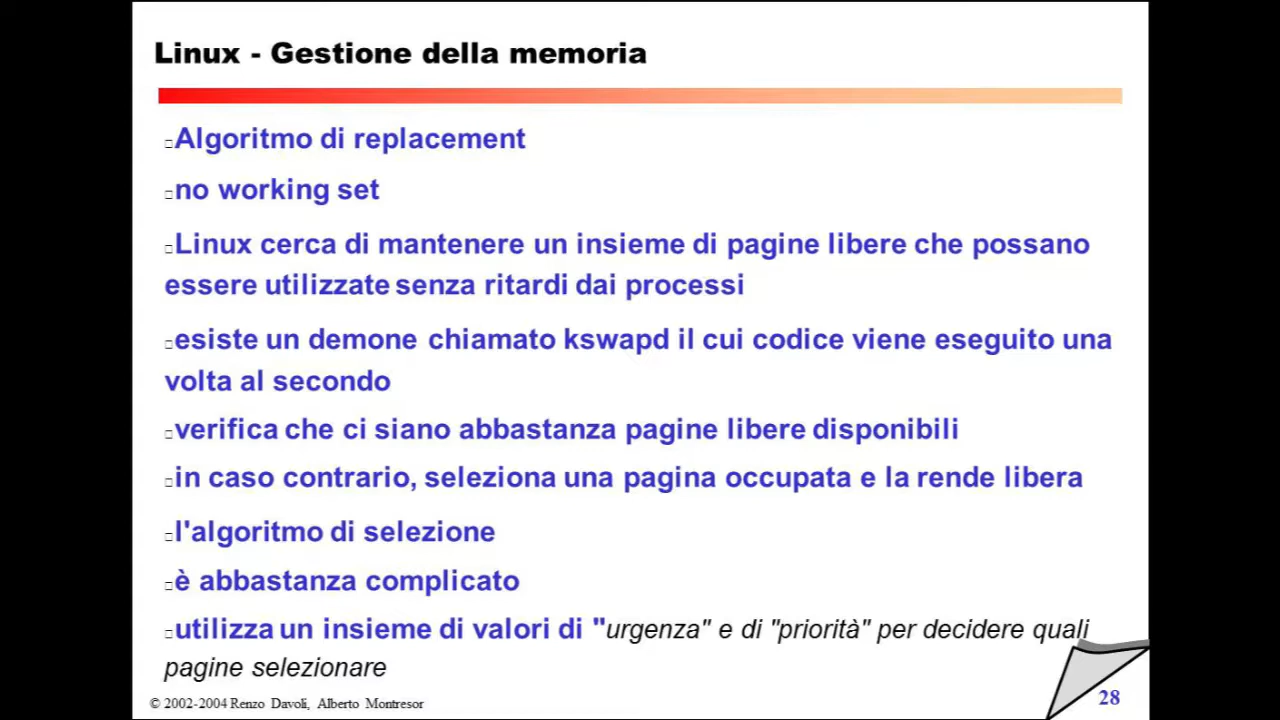 Linux - Gestione della memoria
Algoritmo di replacement
no working set
Linux cerca di mantenere un insieme di pagine libere che possano
essere utilizzate senza ritardi dai processi
esiste un demone chiamato kswapd il cui codice viene eseguito una
volta al secondo
verifica che ci siano abbastanza pagine libere disponibili
in caso contrario, seleziona una pagina occupata e la rende libera
l'algoritmo di selezione
è abbastanza complicato
utilizza un insieme di valori di "urgenza" e di "priorità" per decidere quali
pagine selezionare
© 2002-2004 Renzo Davoli, Alberto Montresor
28